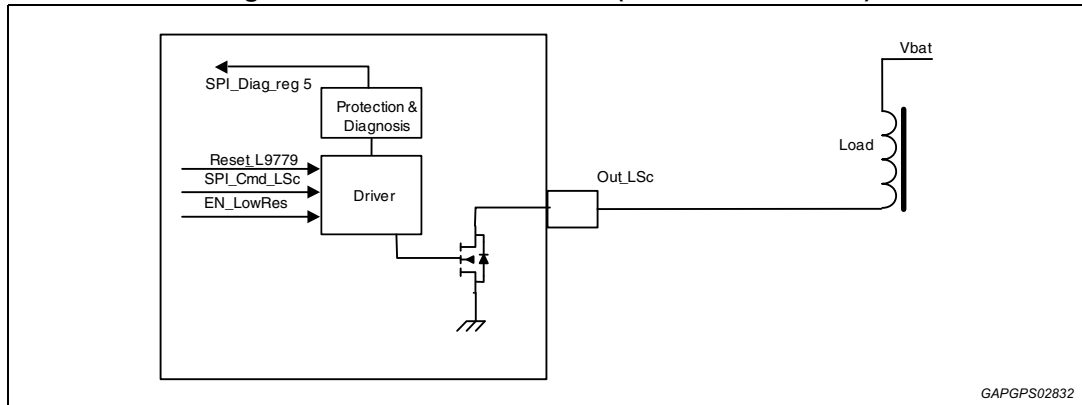 Vbat
SPI_Diag_reg 5
Protection &
Diagnosis
Load
Reset_L9779
SPI_Cmd_LSc
EN_LowRes
Driver
Out_LSc
GAPGPS02832